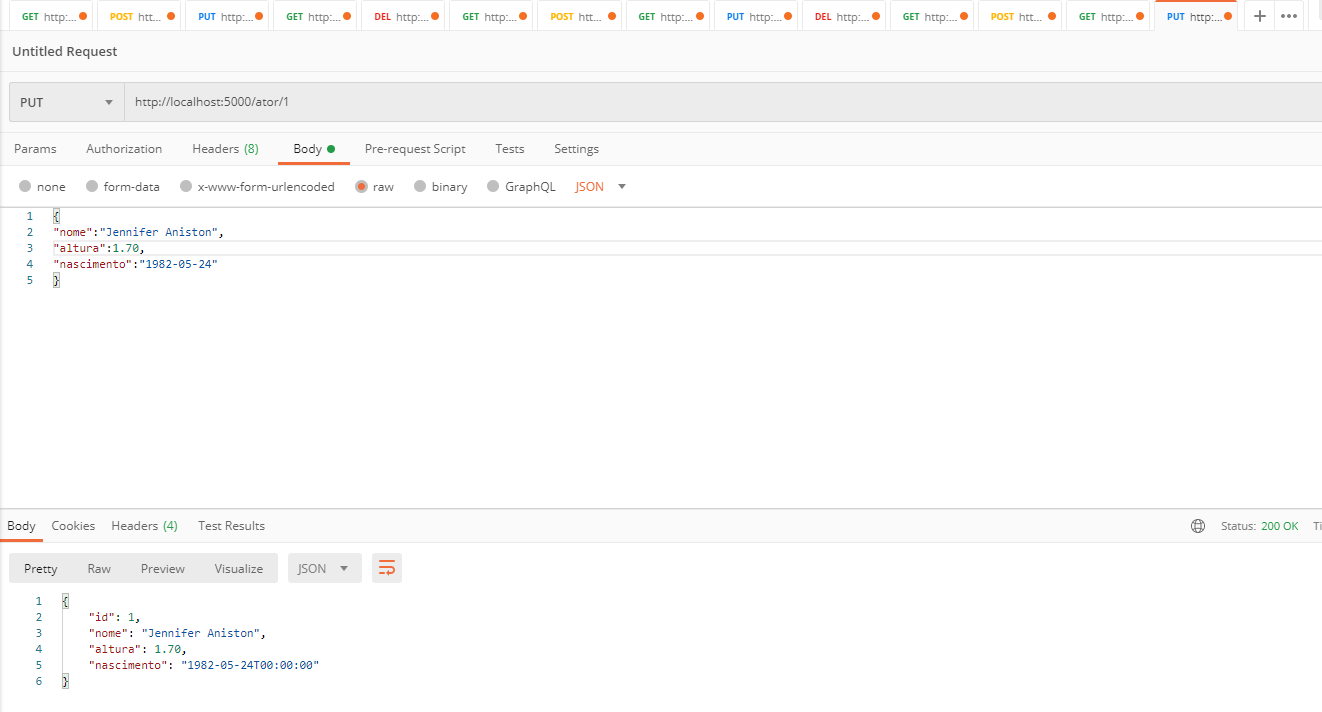 GET http:... POST htt... PUT http:... GET http:... DEL http:... GET http:... POST htt... GET http:... PUT http:... DEL http:... GET http:... POST htt... GET http:... PUT http:...
Untitled Request
PUT http://localhost:5000/ator/1
Params Authorization Headers (8) Body Pre-request Script Tests Settings
none form-data x-www-form-urlencoded raw binary GraphQL JSON
1 {
2 "nome":"Jennifer Aniston",
3 "altura":1.70,
4 "nascimento":"1982-05-24"
5 }
Body Cookies Headers (4) Test Results Status: 200 OK Ti
Pretty Raw Preview Visualize JSON
1 {
2 "id": 1,
3 "nome": "Jennifer Aniston",
4 "altura": 1.70,
5 "nascimento": "1982-05-24T00:00:00"
6 }